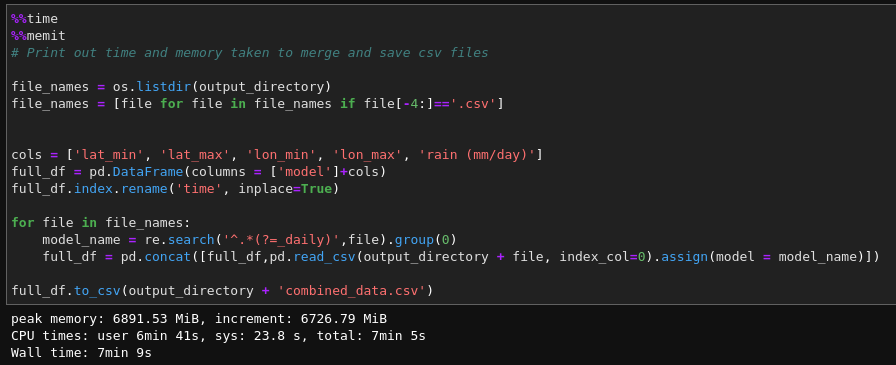 %%time
%%memit
# Print out time and memory taken to merge and save csv files
file_names = os.listdir(output_directory)
file_names = [file for file in file_names if file[-4:]=='.csv']
cols = ['lat_min', 'lat_max', 'lon_min', 'lon_max', 'rain (mm/day)']
full_df = pd.DataFrame(columns = ['model']+cols)
full_df.index.rename('time', inplace=True)
for file in file_names:
    model_name = re.search('^.*(?=_daily)',file).group(0)
    full_df = pd.concat([full_df,pd.read_csv(output_directory + file, index_col=0).assign(model = model_name)])
full_df.to_csv(output_directory + 'combined_data.csv')
peak memory: 6891.53 MiB, increment: 6726.79 MiB
CPU times: user 6min 41s, sys: 23.8 s, total: 7min 5s
Wall time: 7min 9s